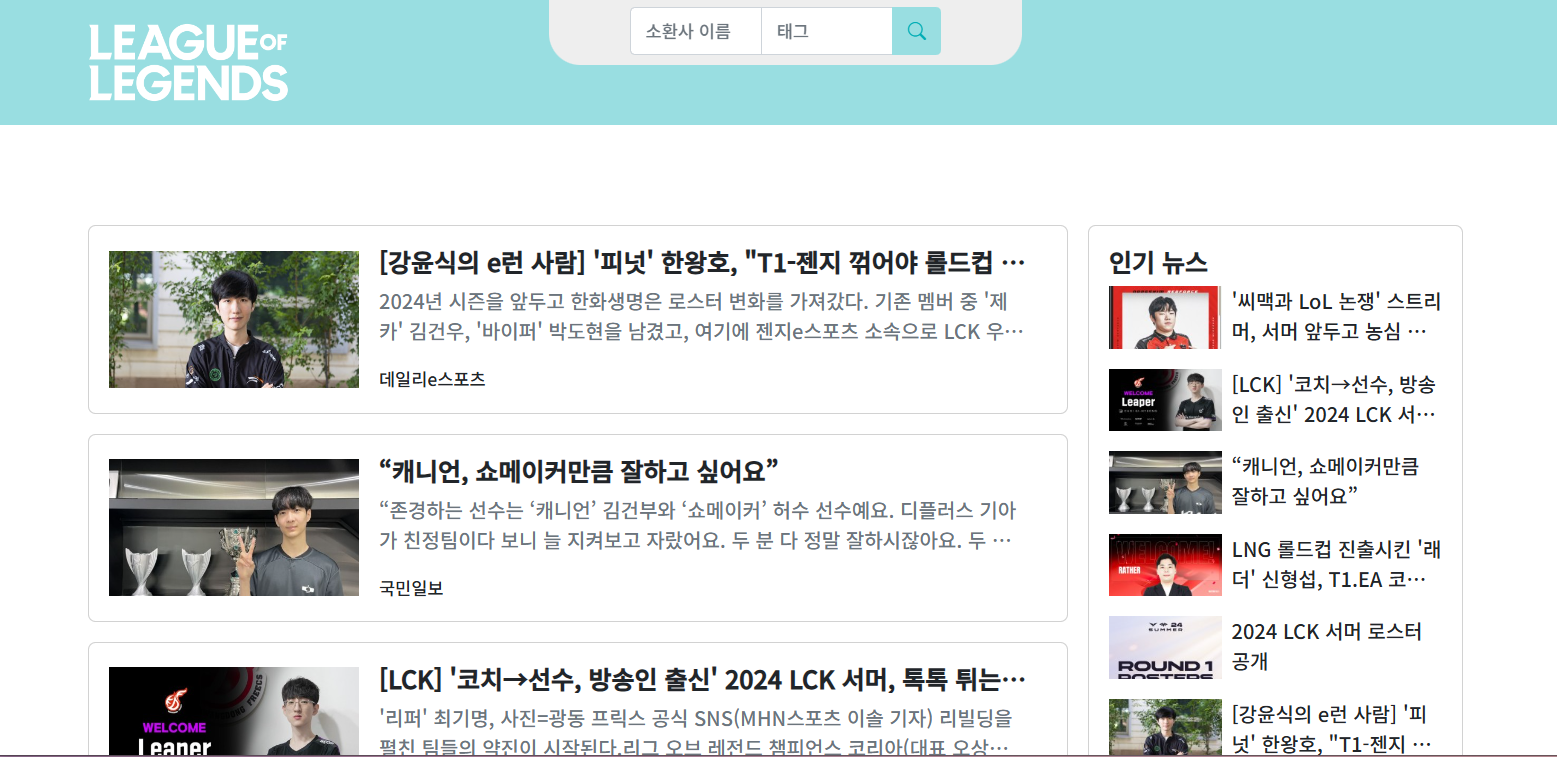 LEAGUE OF
LEGENDS
소환사 이름
태그
[강윤식의 e런 사람] '피넛' 한왕호, "T1-젠지 꺾어야 롤드컵 …
2024년 시즌을 앞두고 한화생명은 로스터 변화를 가져갔다. 기존 멤버 중 '제
카' 김건우, '바이퍼' 박도현을 남겼고, 여기에 젠지e스포츠 소속으로 LCK 우…
데일리e스포츠
“캐니언, 쇼메이커만큼 잘하고 싶어요”
“존경하는 선수는 ‘캐니언’ 김건부와 ‘쇼메이커’ 허수 선수예요. 디플러스 기아
가 친정팀이다 보니 늘 지켜보고 자랐어요. 두 분 다 정말 잘하시잖아요. 두 …
국민일보
WELCOME
Leaper
[LCK] '코치→선수, 방송인 출신' 2024 LCK 서머, 톡톡 튀는…
'리퍼' 최기명, 사진=광동 프릭스 공식 SNS(MHN스포츠 이솔 기자) 리빌딩을
펼친 팀들의 약진이 시작된다.리그 오브 레전드 챔피언스 코리아(대표 오상…
인기 뉴스
'씨맥과 LoL 논쟁' 스트리
머, 서머 앞두고 농심 …
WELCOME
Leaper
[LCK] '코치→선수, 방송
인 출신' 2024 LCK 서…
“캐니언, 쇼메이커만큼
잘하고 싶어요”
WELCOME!
RATHER
LNG 롤드컵 진출시킨 '래
더' 신형섭, T1.EA 코…
24
SUMMER
ROUND 1
ROSTERS
2024 LCK 서머 로스터
공개
[강윤식의 e런 사람] '피
넛' 한왕호, "T1-젠지 …